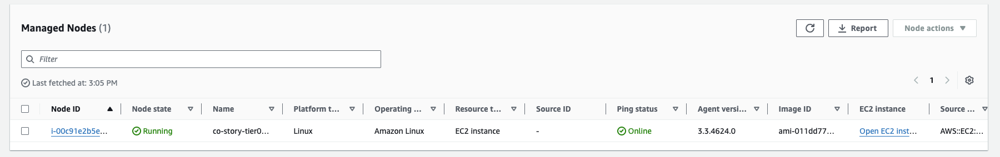 Managed Nodes (1)
Report
Node actions
Filter
Last fetched at: 3:05 PM
1
Node ID Node state Name Platform t... Operating ... Resource t... Source ID Ping status Agent versi... Image ID EC2 instance Source ...
i-00c91e2b5e... Running co-story-tier0... Linux Amazon Linux EC2 instance - Online 3.3.4624.0 ami-011dd77... Open EC2 inst... AWS::EC2:...